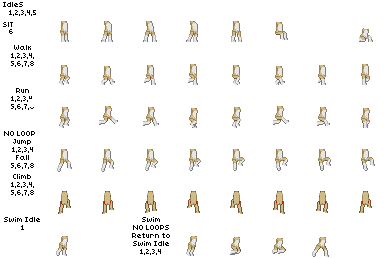 IdleS
1,2,3,4,5
SIT
6
Walk
1,2,3,4,
5,6,7,8
Run
1,2,3,4
5,6,7,
NO LOOP
Jump
1,2,3,4
Fall
5,6,7,8
Climb
1,2,3,4,
5,6,7,8
Swim Idle
1
Swim
NO LOOPS
Return to
Swim Idle
1,2,3,4